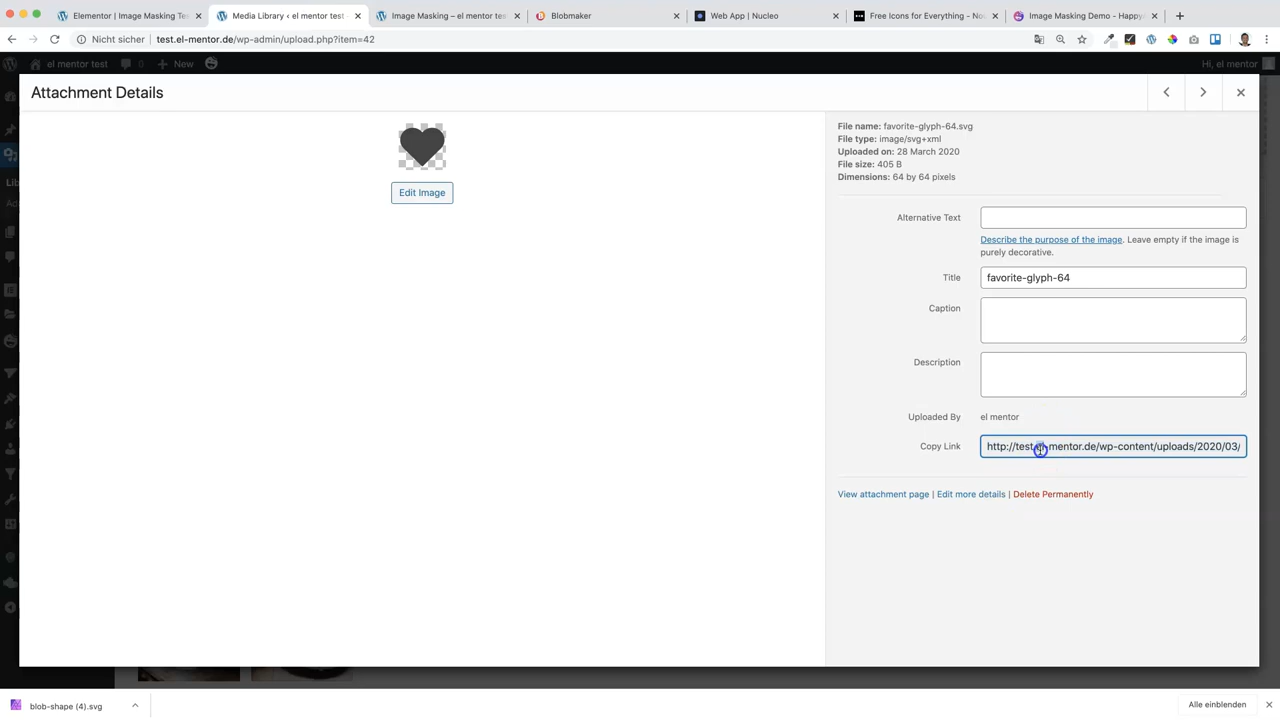 Elementor | Image Masking Te
Media Library ‹ el mentor test -
Image Masking – el mentor tes
Blobmaker
Web App | Nucleo
Free Icons for Everything - No
Image Masking Demo - Happy
Nicht sicher | test.el-mentor.de/wp-admin/upload.php?item=42
el mentor test
0
New
Hi, el mentor
Attachment Details
Edit Image
File name: favorite-glyph-64.svg
File type: image/svg+xml
Uploaded on: 28 March 2020
File size: 405 B
Dimensions: 64 by 64 pixels
Alternative Text
Describe the purpose of the image. Leave empty if the image is
purely decorative.
Title
favorite-glyph-64
Caption
Description
Uploaded By
el mentor
Copy Link
http://test.el-mentor.de/wp-content/uploads/2020/03/
View attachment page | Edit more details | Delete Permanently
Lib
Ad
blob-shape (4).svg
Alle einblenden